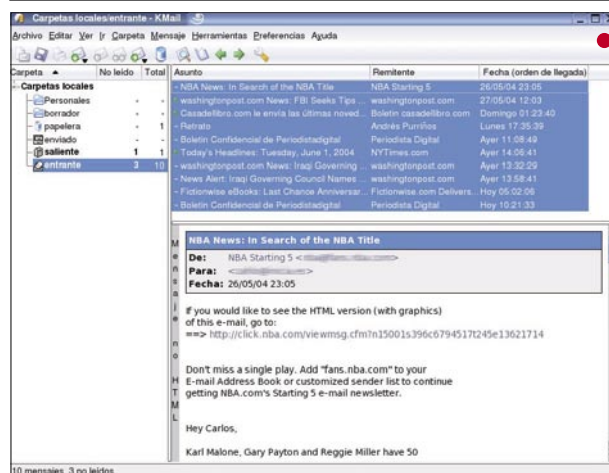 Carpetas locales/entrante - KMail
Archivo Editar Ver Ir Carpeta Mensaje Herramientas Preferencias Ayuda
Carpeta No leído Total
Carpetas locales
Personales - -
borrador - -
papelera - 1
enviado - -
saliente 1 1
entrante 3 10
Asunto Remitente Fecha (orden de llegada)
NBA News: In Search of the NBA Title NBA Starting 5 26/05/04 23:05
washingtonpost.com News: FBI Seeks Tips ... washingtonpost.com 27/05/04 12:03
Casadellibro.com le envía las últimas noved... Boletin casadellibro.com Domingo 01:23:40
Retrato Andrés Purriños Lunes 17:35:39
Boletin Confidencial de Periodistadigital Periodista Digital Ayer 11:08:49
Today's Headlines: Tuesday, June 1, 2004 NYTimes.com Ayer 14:05:41
washingtonpost.com News: Iraqi Governing ... washingtonpost.com Ayer 13:32:29
News Alert: Iraqi Governing Council Names ... washingtonpost.com Ayer 13:58:41
Fictionwise eBooks: Last Chance Anniversar... Fictionwise.com Delivers... Hoy 05:02:06
Boletin Confidencial de Periodistadigital Periodista Digital Hoy 10:21:33
Mensaje no HTML
NBA News: In Search of the NBA Title
De: NBA Starting 5 <
Para: <
Fecha: 26/05/04 23:05
If you would like to see the HTML version (with graphics)
of this e-mail, go to:
==> http://click.nba.com/viewmsg.cfm?n15001s396c6794517t245e13621714
Don't miss a single play. Add "fans.nba.com" to your
E-mail Address Book or customized sender list to continue
getting NBA.com's Starting 5 e-mail newsletter.
Hey Carlos,
Karl Malone, Gary Payton and Reggie Miller have 50
10 mensajes, 3 no leídos.